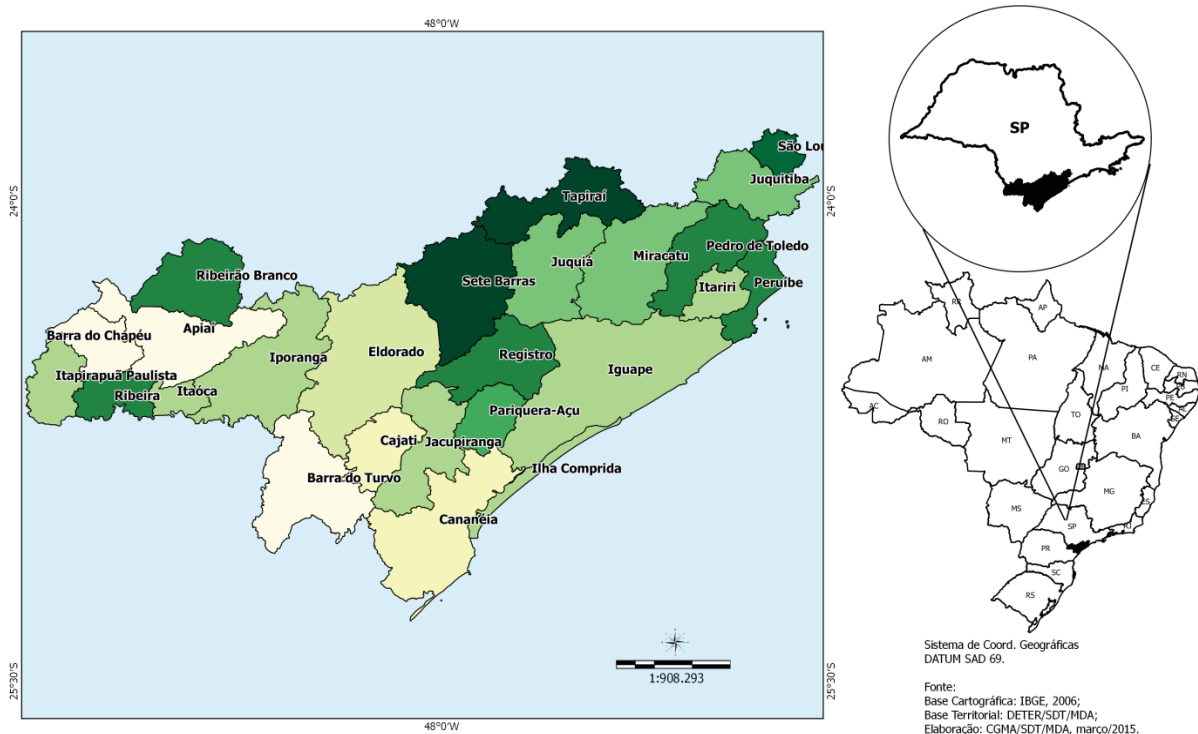 48°0'W
24°0'S
24°0'S
São Lou
Juquitiba
Tapiraí
Pedro de Toledo
Miracatu
Juquiá
Ribeirão Branco
Sete Barras
Itariri
Peruíbe
Barra do Chapéu
Apiaí
Iporanga
Eldorado
Registro
Iguape
Itapirapuã Paulista
Ribeira
Itaóca
Pariquera-Açu
Cajati
Jacupiranga
Barra do Turvo
Ilha Comprida
Cananéia
25°30'S
25°30'S
1:908.293
48°0'W
SP
RR
AP
AM
PA
MA
CE
RN
PI
PE
AC
TO
RO
BA
MT
GO
MG
ES
MS
SP
RJ
PR
SC
RS
Sistema de Coord. Geográficas
DATUM SAD 69.
Fonte:
Base Cartográfica: IBGE, 2006;
Base Territorial: DETER/SDT/MDA;
Elaboração: CGMA/SDT/MDA, março/2015.